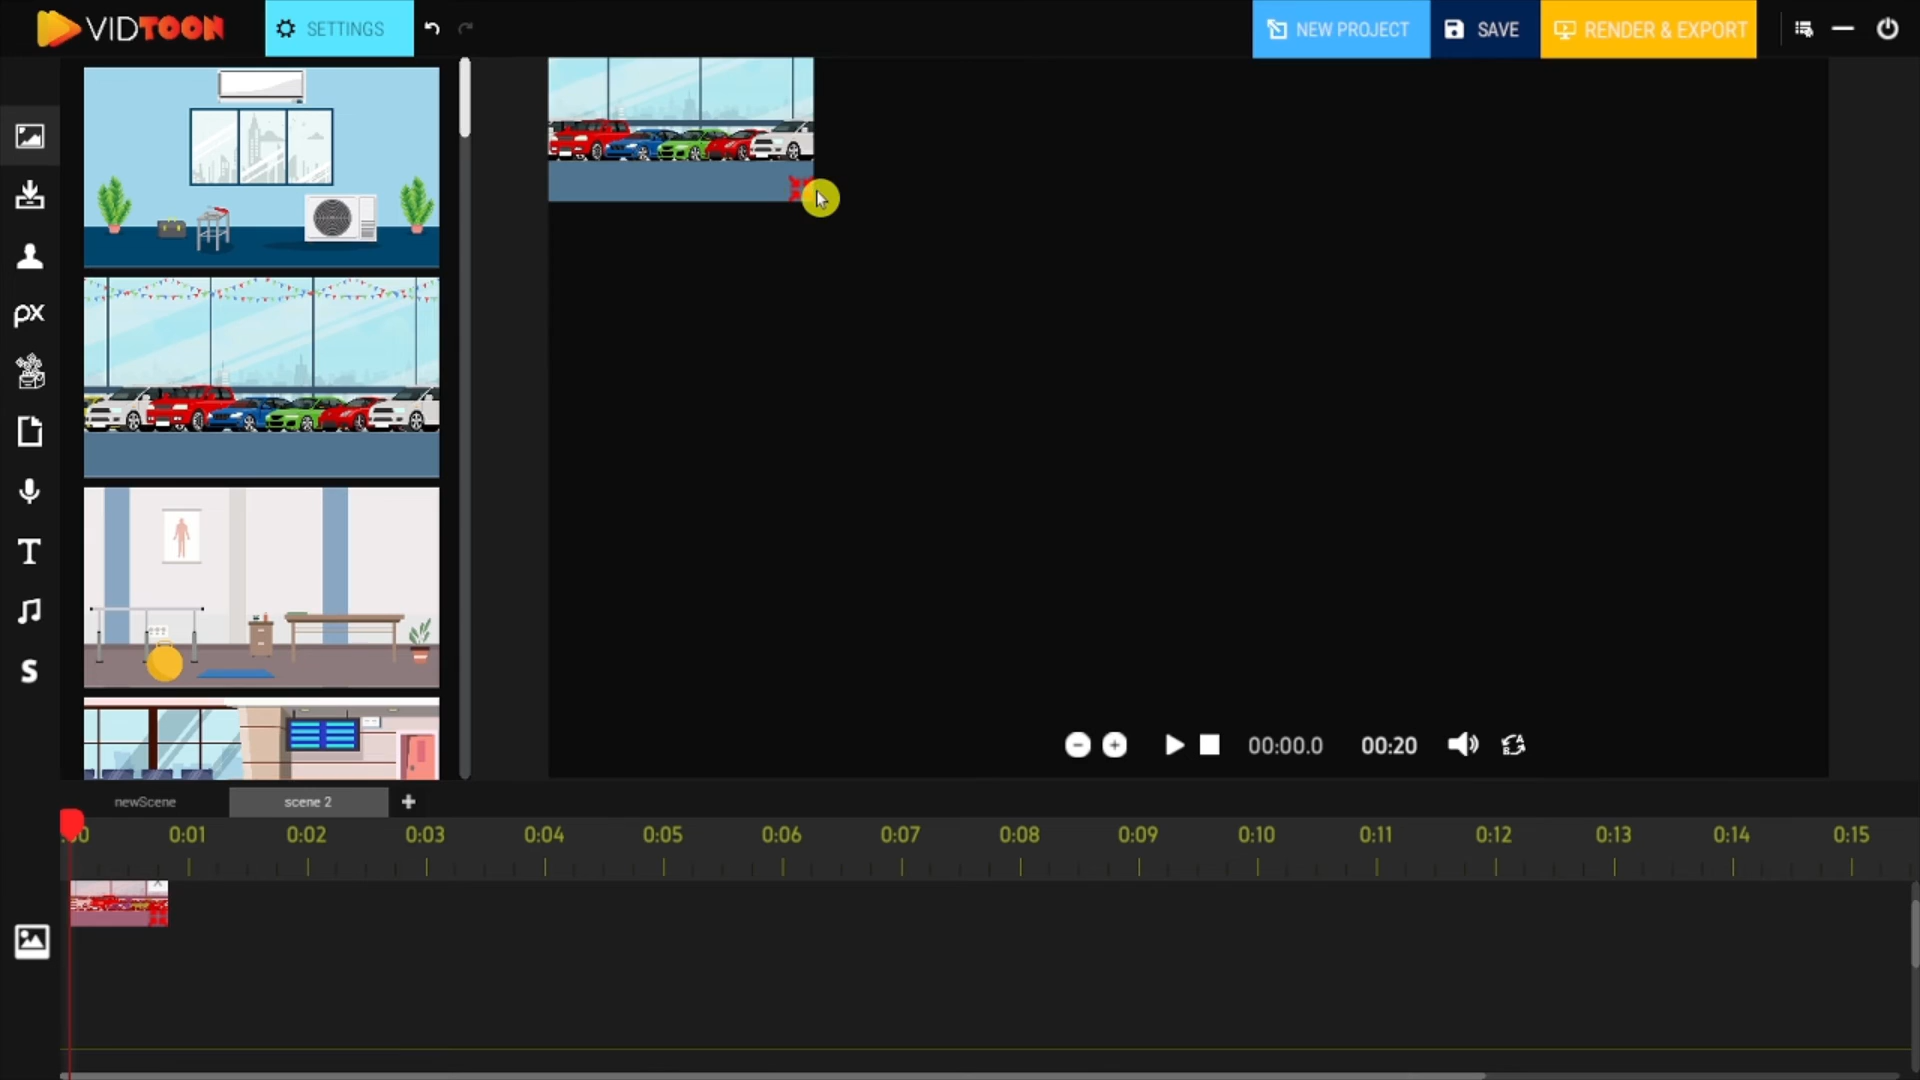 VIDTOON
SETTINGS
NEW PROJECT
SAVE
RENDER & EXPORT
px
T
S
00:00.0
00:20
newScene
scene 2
0:01
0:02
0:03
0:04
0:05
0:06
0:07
0:08
0:09
0:10
0:11
0:12
0:13
0:14
0:15